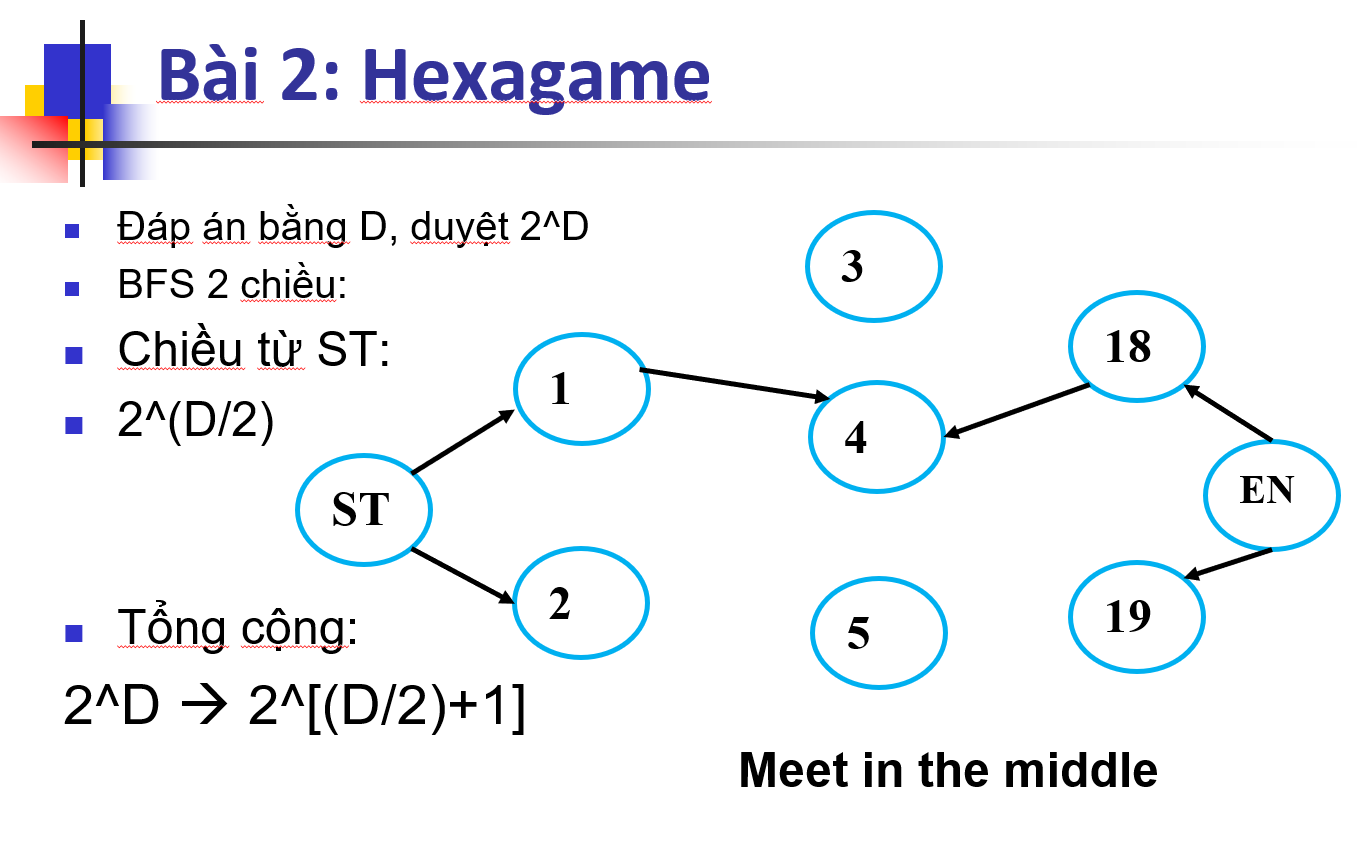 Bài 2: Hexagame
Đáp án bằng D, duyệt 2^D
BFS 2 chiều:
Chiều từ ST:
2^(D/2)
Tổng cộng:
2^D → 2^[(D/2)+1]
ST
1
2
3
4
5
18
19
EN
Meet in the middle